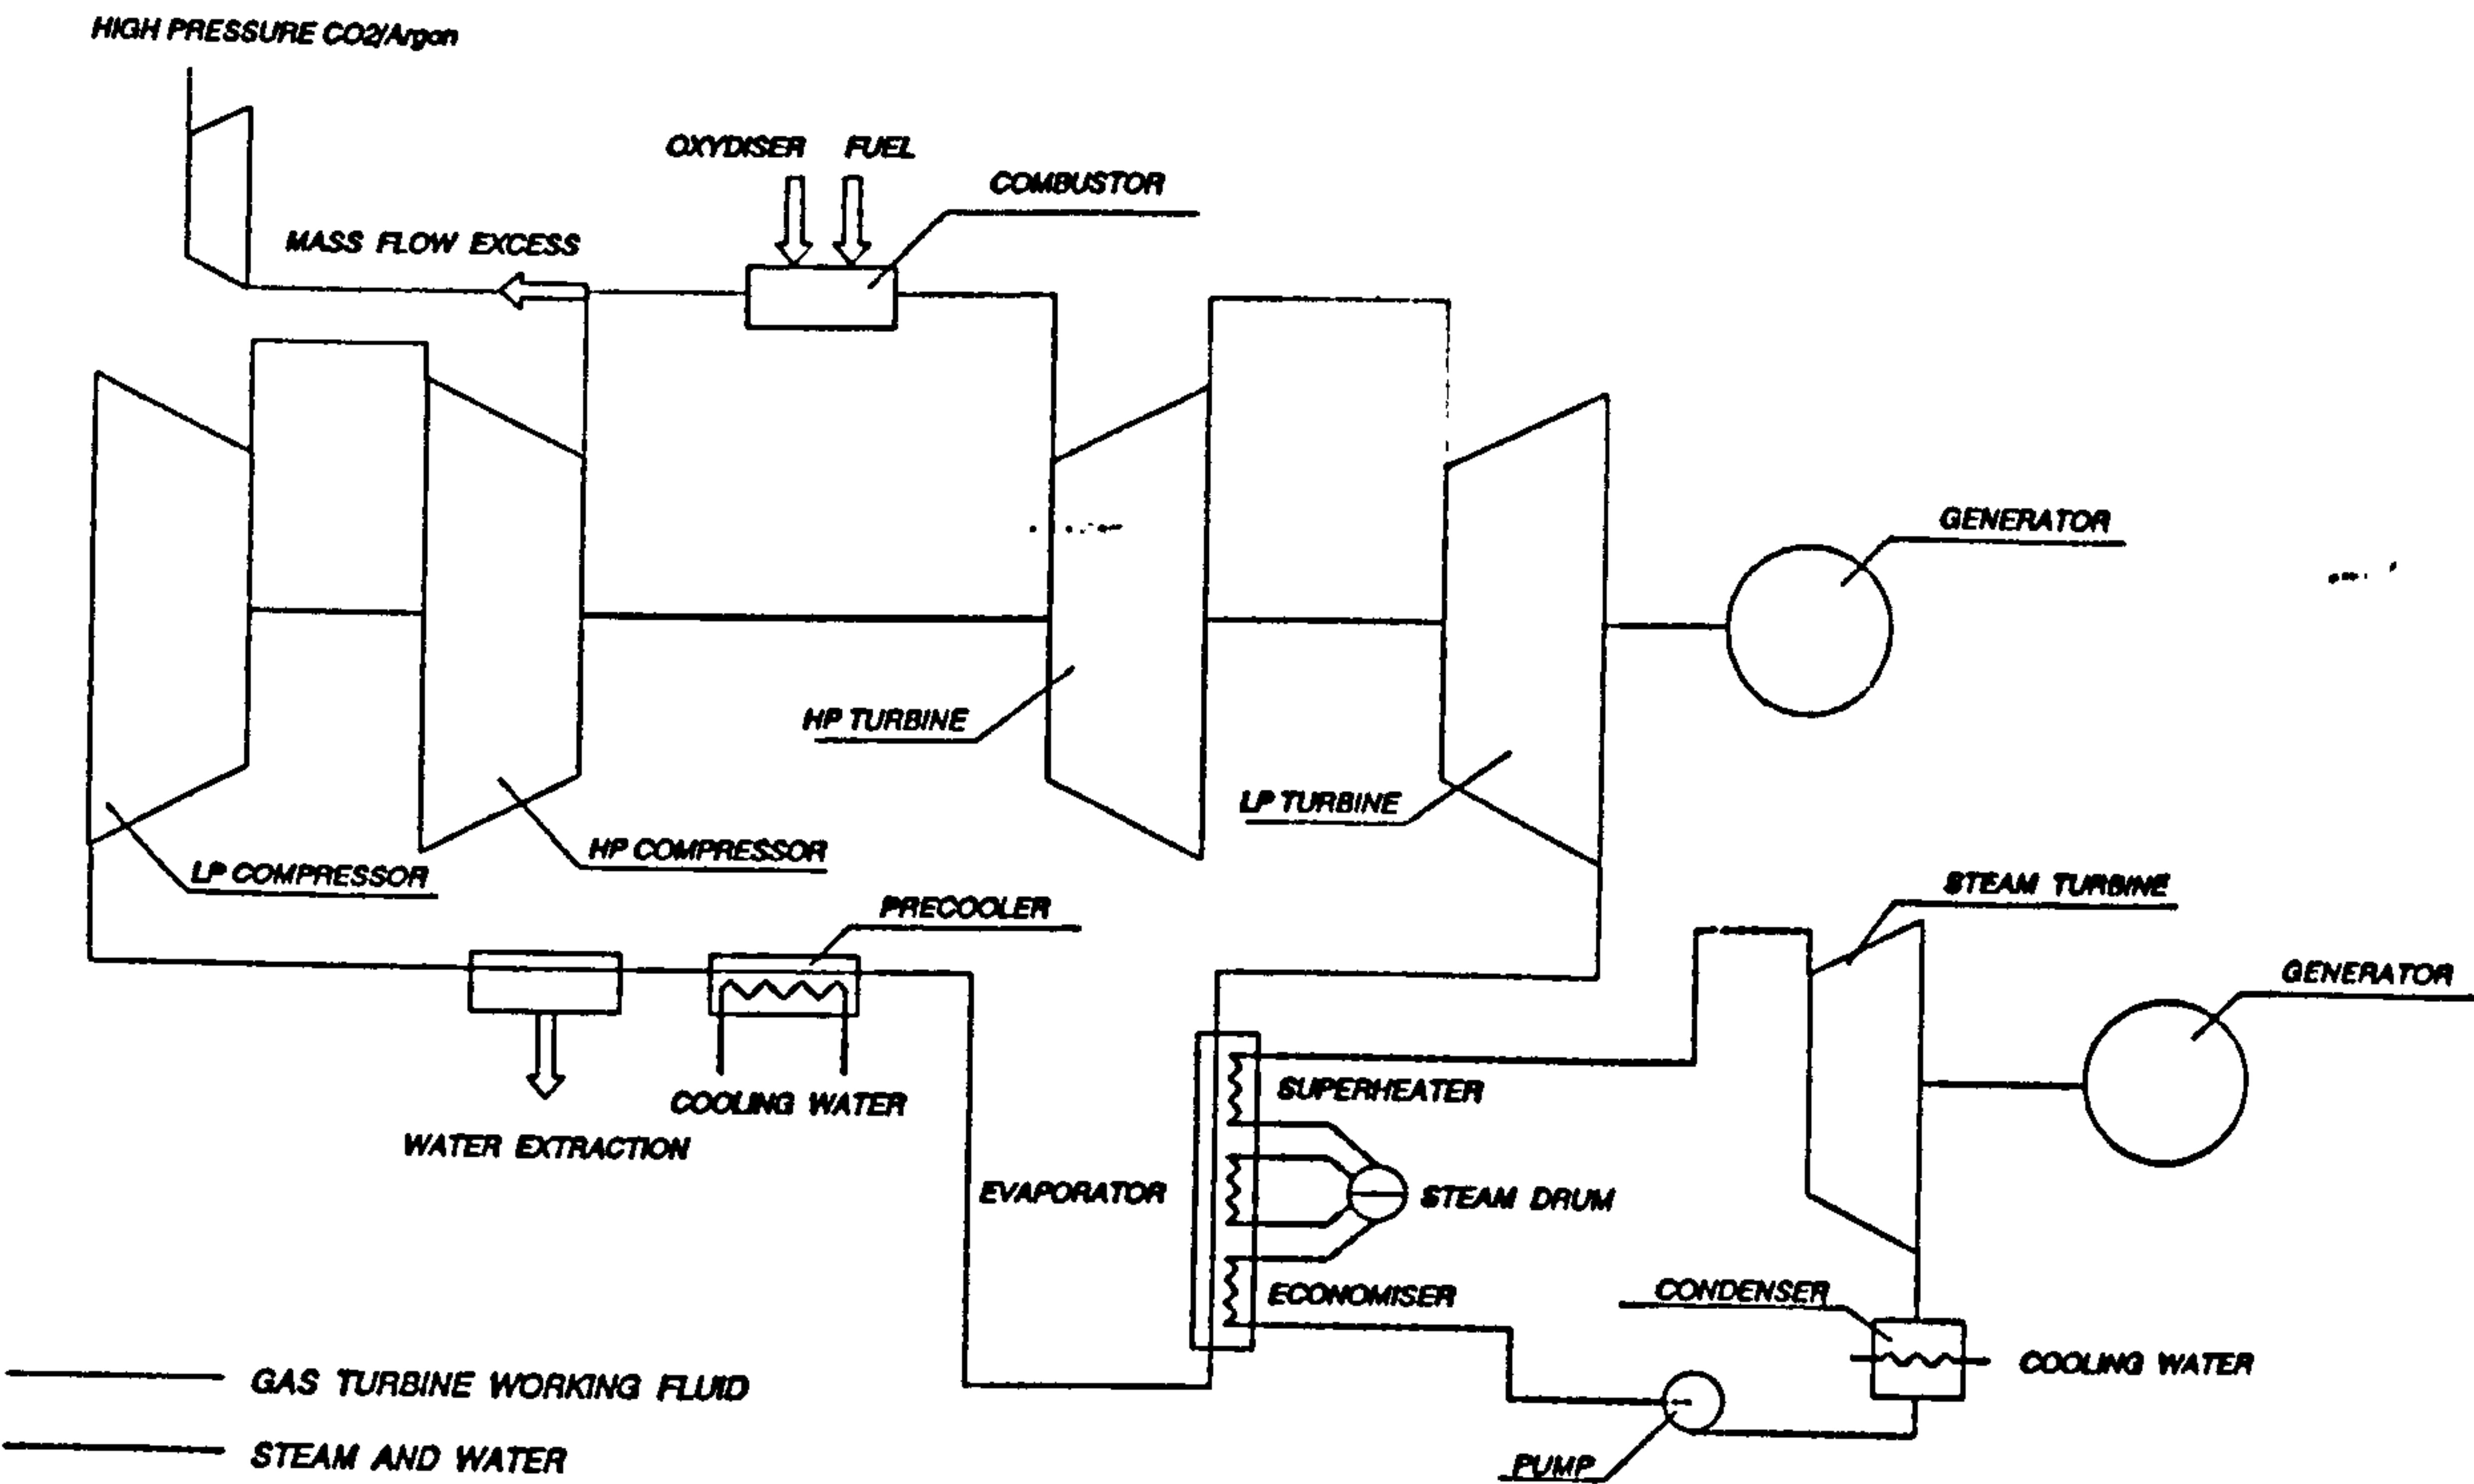 HIGH PRESSURE CO2/Argon
OXYDISER FUEL
COMBUSTOR
MASS FLOW EXCESS
GENERATOR
HP TURBINE
LP TURBINE
HP COMPRESSOR
LP COMPRESSOR
STEAM TURBINE
PRECOOLER
GENERATOR
SUPERHEATER
COOLING WATER
WATER EXTRACTION
EVAPORATOR
STEAM DRUM
ECONOMISER
CONDENSER
COOLING WATER
GAS TURBINE WORKING FLUID
STEAM AND WATER
PUMP